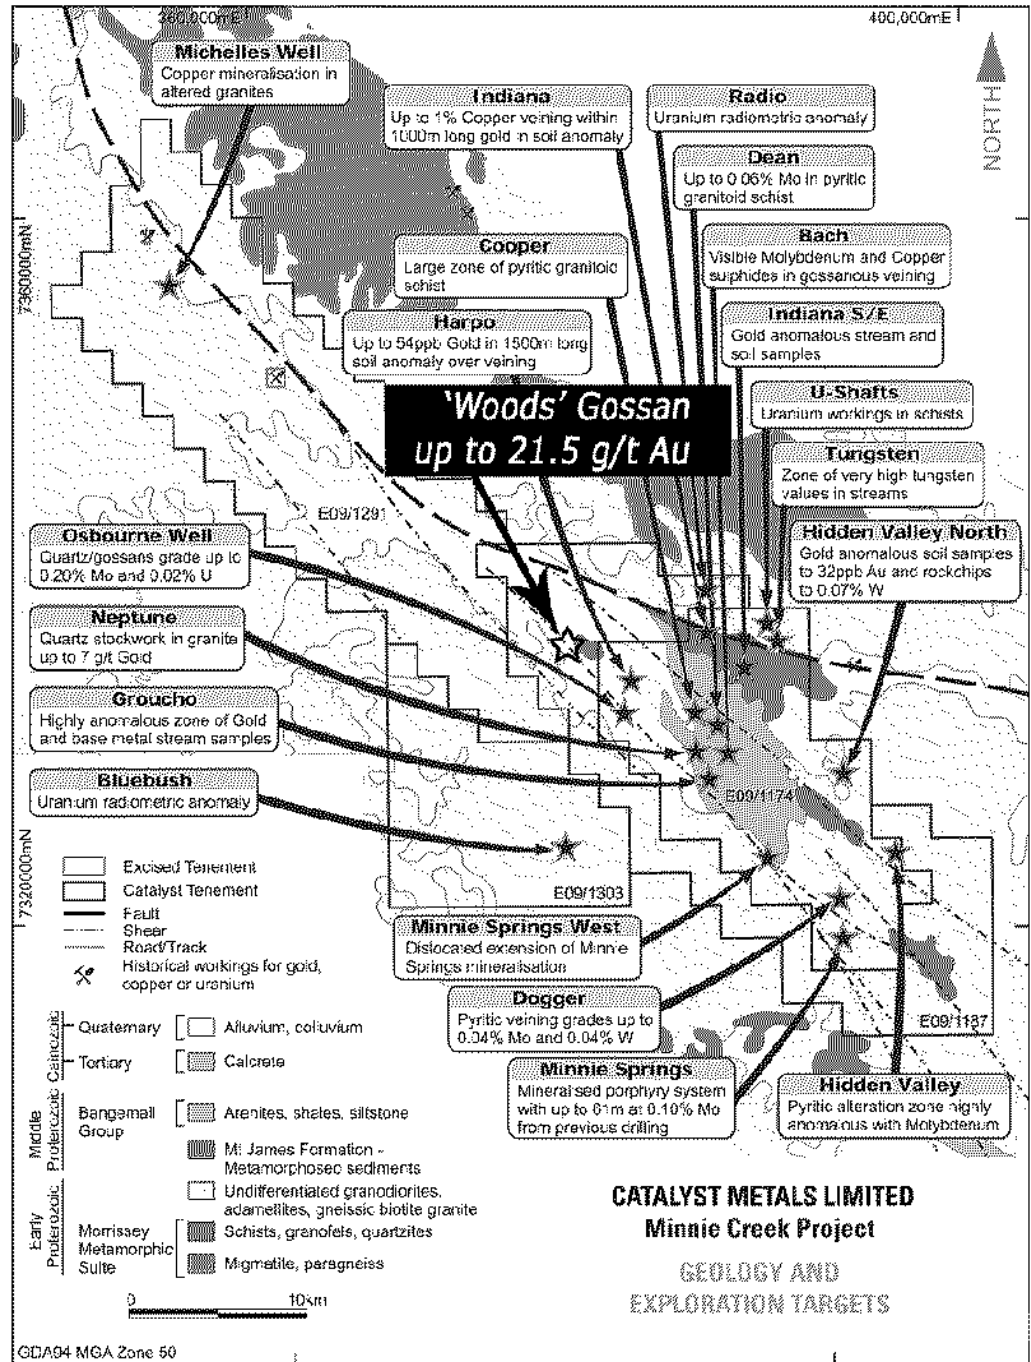 360,000mE
400,000mE
Michelles Well
Copper mineralisation in
altered granites
Indiana
Up to 1% Copper veining within
1000m long gold in soil anomaly
Radio
Uranium radiometric anomaly
NORTH
Dean
Up to 0.06% Mo in pyritic
granitoid schist
Cooper
Large zone of pyritic granitoid
schist
Bach
Visible Molybdenum and Copper
sulphides in gossanous veining
7360000mN
Harpo
Up to 54ppb Gold in 1500m long
soil anomaly over veining
Indiana S/E
Gold anomalous stream and
soil samples
'Woods' Gossan
up to 21.5 g/t Au
U-Shafts
Uranium workings in schists
Tungsten
Zone of very high tungsten
values in streams
E09/1291
Osbourne Well
Quartz/gossans grade up to
0.20% Mo and 0.02% U
Hidden Valley North
Gold anomalous soil samples
to 32ppb Au and rockchips
to 0.07% W
Neptune
Quartz stockwork in granite
up to 7 g/t Gold
Groucho
Highly anomalous zone of Gold
and base metal stream samples
Bluebush
Uranium radiometric anomaly
E09/1174
7320000mN
E09/1303
Excised Tenement
Catalyst Tenement
Fault
Shear
Road/Track
Historical workings for gold,
copper or uranium
Minnie Springs West
Dislocated extension of Minnie
Springs mineralisation
Dogger
Pyritic veining grades up to
0.04% Mo and 0.04% W
E09/1187
Minnie Springs
Mineralised porphyry system
with up to 61m at 0.10% Mo
from previous drilling
Hidden Valley
Pyritic alteration zone highly
anomalous with Molybdenum
Cainozoic
Quaternary
Alluvium, colluvium
Tertiary
Calcrete
Middle
Proterozoic
Bangemall
Group
Arenites, shales, siltstone
Mt James Formation -
Metamorphosed sediments
Early
Proterozoic
Undifferentiated granodiorites,
adamellites, gneissic biotite granite
Morrissey
Metamorphic
Suite
Schists, granofels, quartzites
Migmatite, paragneiss
0 10km
CATALYST METALS LIMITED
Minnie Creek Project
GEOLOGY AND
EXPLORATION TARGETS
GDA94 MGA Zone 50